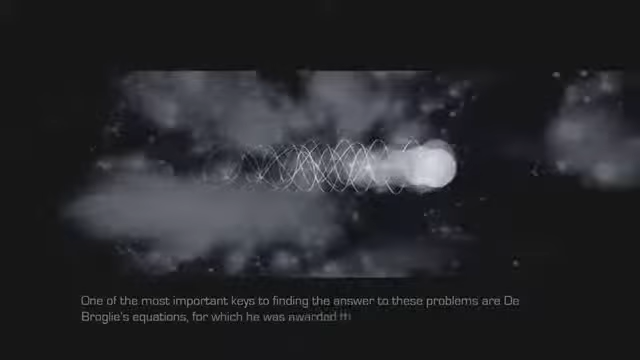 One of the most important keys to finding the answer to these problems are De
Broglie's equations, for which he was awarded